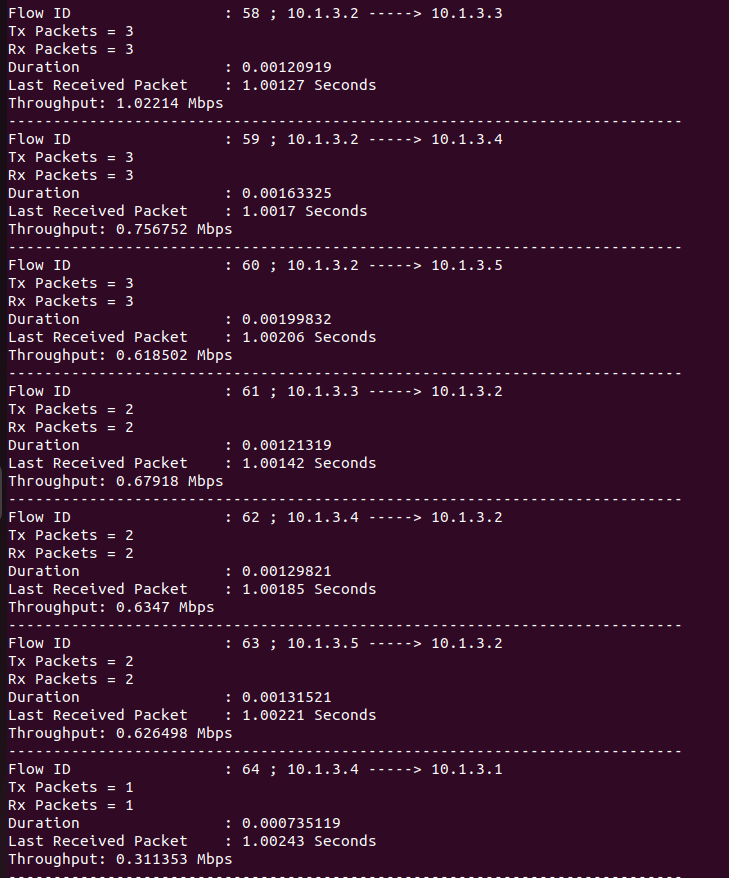 Flow ID                 : 58 ; 10.1.3.2 -----> 10.1.3.3
Tx Packets = 3
Rx Packets = 3
Duration                : 0.00120919
Last Received Packet    : 1.00127 Seconds
Throughput: 1.02214 Mbps
---------------------------------------------------------------------------
Flow ID                 : 59 ; 10.1.3.2 -----> 10.1.3.4
Tx Packets = 3
Rx Packets = 3
Duration                : 0.00163325
Last Received Packet    : 1.0017 Seconds
Throughput: 0.756752 Mbps
---------------------------------------------------------------------------
Flow ID                 : 60 ; 10.1.3.2 -----> 10.1.3.5
Tx Packets = 3
Rx Packets = 3
Duration                : 0.00199832
Last Received Packet    : 1.00206 Seconds
Throughput: 0.618502 Mbps
---------------------------------------------------------------------------
Flow ID                 : 61 ; 10.1.3.3 -----> 10.1.3.2
Tx Packets = 2
Rx Packets = 2
Duration                : 0.00121319
Last Received Packet    : 1.00142 Seconds
Throughput: 0.67918 Mbps
---------------------------------------------------------------------------
Flow ID                 : 62 ; 10.1.3.4 -----> 10.1.3.2
Tx Packets = 2
Rx Packets = 2
Duration                : 0.00129821
Last Received Packet    : 1.00185 Seconds
Throughput: 0.6347 Mbps
---------------------------------------------------------------------------
Flow ID                 : 63 ; 10.1.3.5 -----> 10.1.3.2
Tx Packets = 2
Rx Packets = 2
Duration                : 0.00131521
Last Received Packet    : 1.00221 Seconds
Throughput: 0.626498 Mbps
---------------------------------------------------------------------------
Flow ID                 : 64 ; 10.1.3.4 -----> 10.1.3.1
Tx Packets = 1
Rx Packets = 1
Duration                : 0.000735119
Last Received Packet    : 1.00243 Seconds
Throughput: 0.311353 Mbps
---------------------------------------------------------------------------